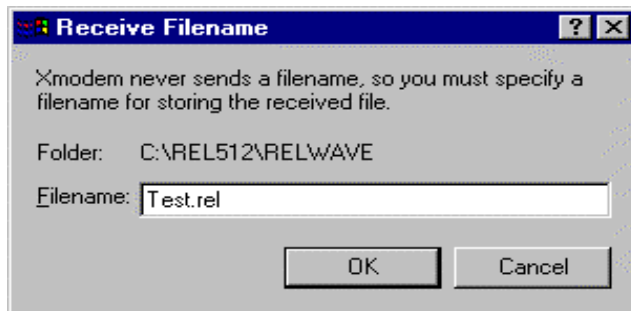 Receive Filename
Xmodem never sends a filename, so you must specify a
filename for storing the received file.
Folder: C:\REL512\RELWAVE
Filename: Test.rel
OK Cancel